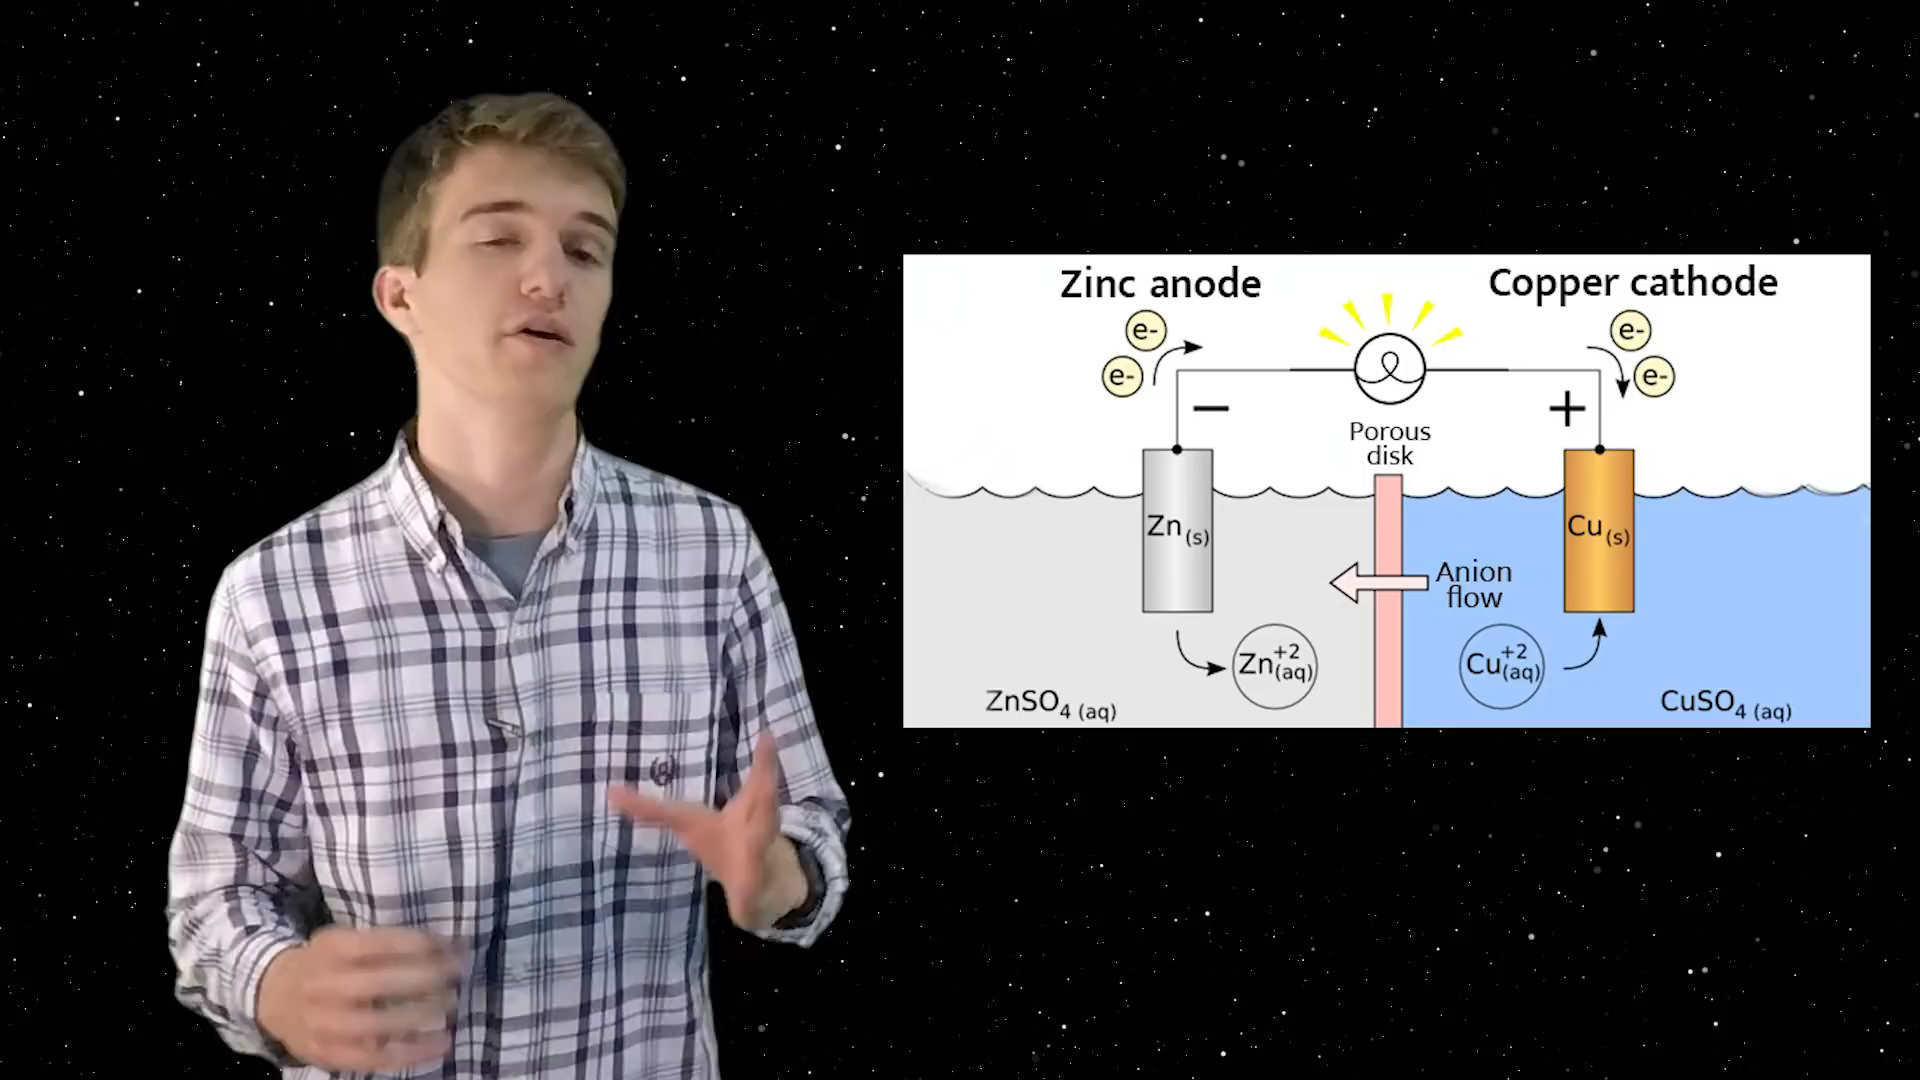 Zinc anode
Copper cathode
e-
e-
e-
e-
−
+
Porous
disk
Zn(s)
Cu(s)
Anion
flow
Zn+2(aq)
Cu+2(aq)
ZnSO4 (aq)
CuSO4 (aq)